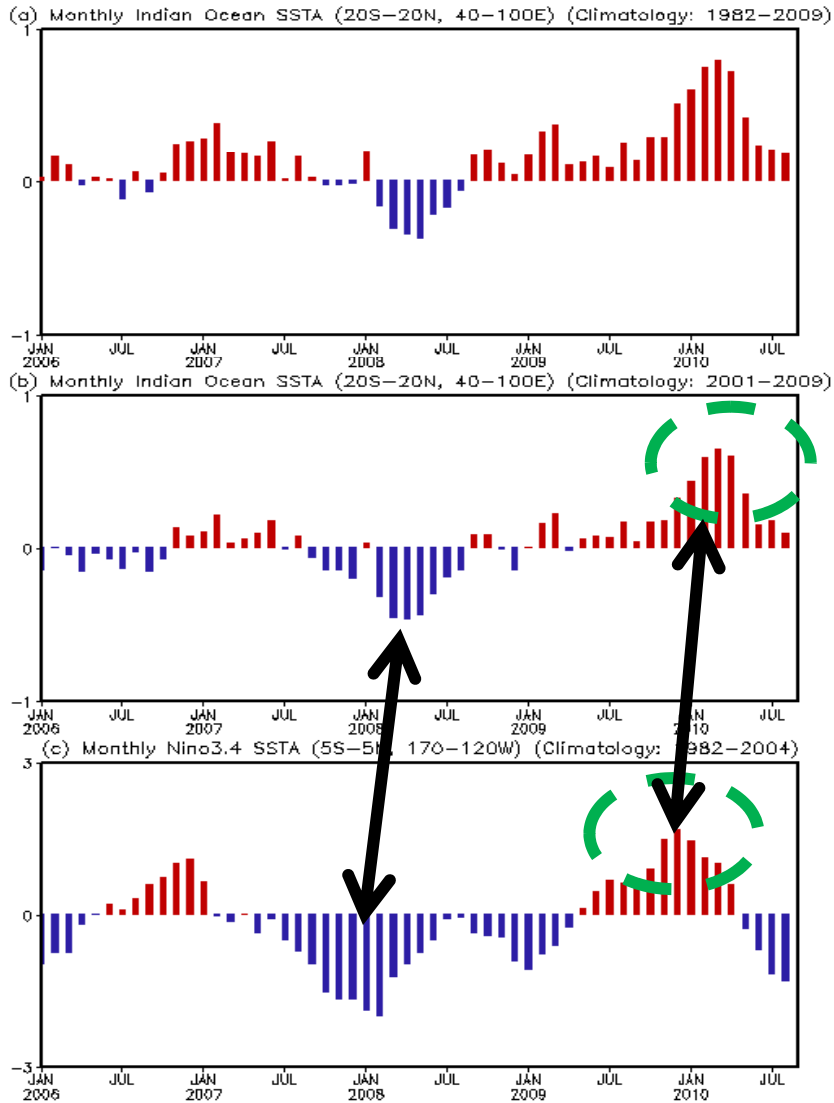 (a) Monthly Indian Ocean SSTA (20S-20N, 40-100E) (Climatology: 1982-2009)
1
0
-1
JAN JUL JAN JUL JAN JUL JAN JUL JAN JUL
2006 2007 2008 2009 2010
(b) Monthly Indian Ocean SSTA (20S-20N, 40-100E) (Climatology: 2001-2009)
1
0
-1
JAN JUL JAN JUL JAN JUL JAN JUL JAN JUL
2006 2007 2008 2009 2010
(c) Monthly Nino3.4 SSTA (5S-5N, 170-120W) (Climatology: 1982-2004)
3
0
-3
JAN JUL JAN JUL JAN JUL JAN JUL JAN JUL
2006 2007 2008 2009 2010